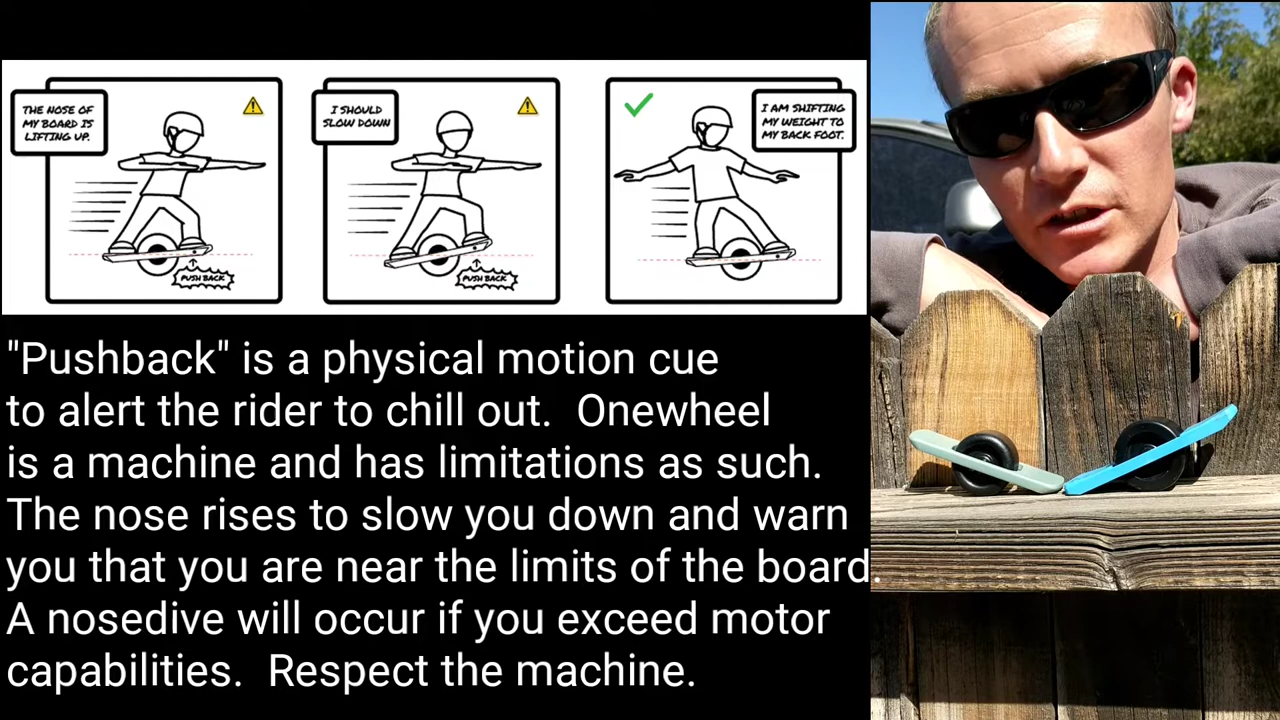 THE NOSE OF
MY BOARD IS
LIFTING UP.
PUSH BACK
I SHOULD
SLOW DOWN
PUSH BACK
I AM SHIFTING
MY WEIGHT TO
MY BACK FOOT.
"Pushback" is a physical motion cue
to alert the rider to chill out.  Onewheel
is a machine and has limitations as such.
The nose rises to slow you down and warn
you that you are near the limits of the board.
A nosedive will occur if you exceed motor
capabilities.  Respect the machine.